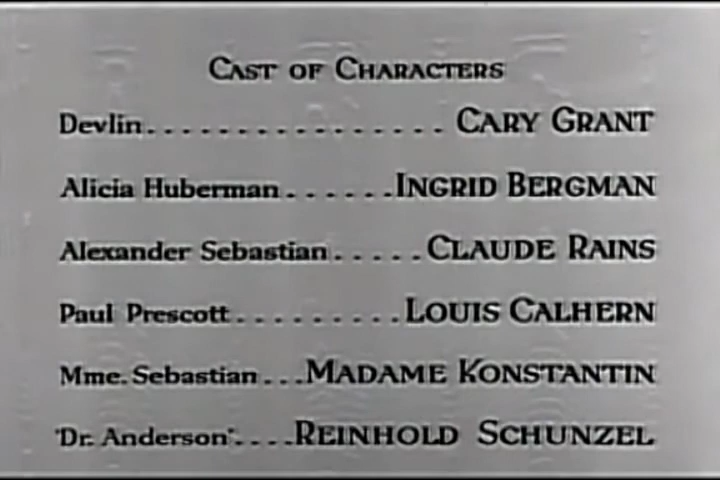 CAST OF CHARACTERS
Devlin................ CARY GRANT
Alicia Huberman......INGRID BERGMAN
Alexander Sebastian.....CLAUDE RAINS
Paul Prescott.........LOUIS CALHERN
Mme. Sebastian...MADAME KONSTANTIN
"Dr. Anderson"....REINHOLD SCHUNZEL